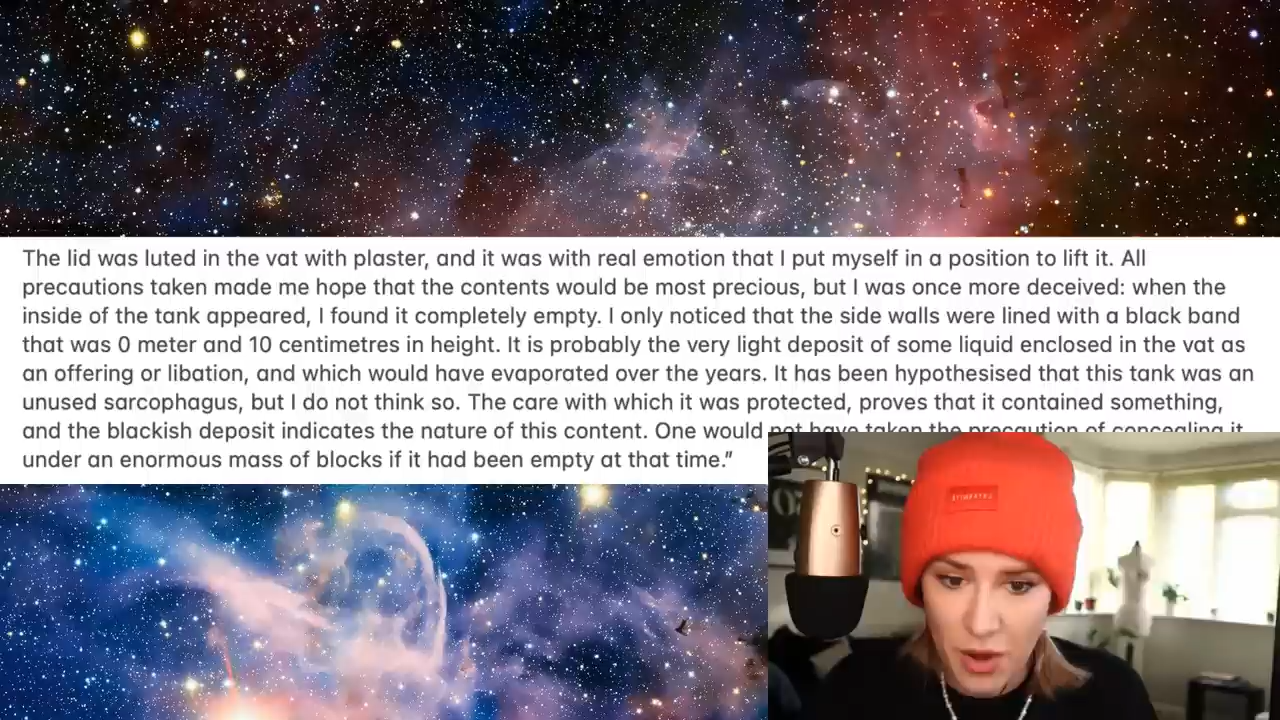 The lid was luted in the vat with plaster, and it was with real emotion that I put myself in a position to lift it. All
precautions taken made me hope that the contents would be most precious, but I was once more deceived: when the
inside of the tank appeared, I found it completely empty. I only noticed that the side walls were lined with a black band
that was 0 meter and 10 centimetres in height. It is probably the very light deposit of some liquid enclosed in the vat as
an offering or libation, and which would have evaporated over the years. It has been hypothesised that this tank was an
unused sarcophagus, but I do not think so. The care with which it was protected, proves that it contained something,
and the blackish deposit indicates the nature of this content. One would not have taken the precaution of concealing it
under an enormous mass of blocks if it had been empty at that time.”